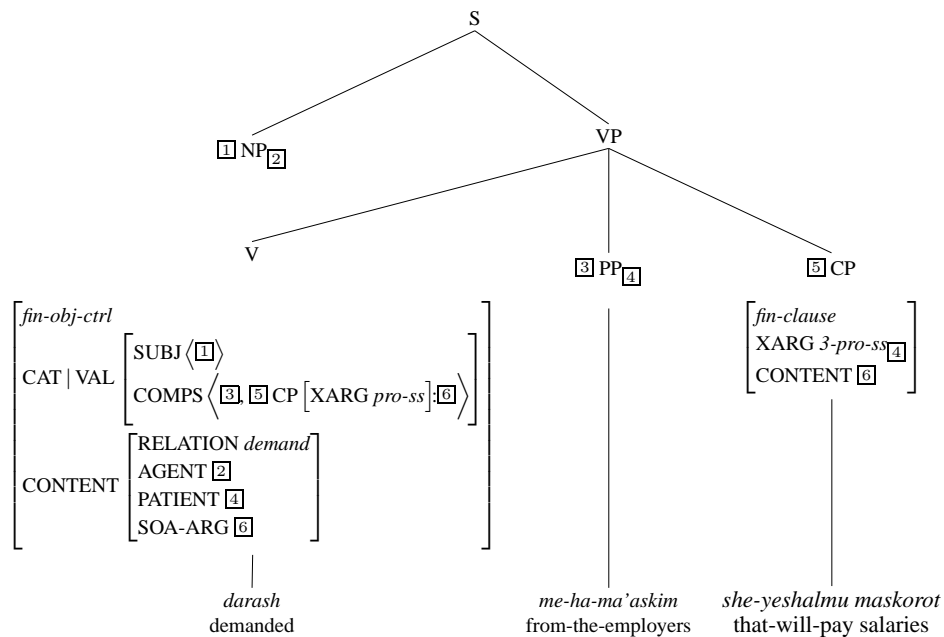 S
[1] NP[2]
VP
V
[3] PP[4]
[5] CP
fin-obj-ctrl
CAT | VAL
SUBJ ⟨[1]⟩
COMPS ⟨[3], [5] CP [XARG pro-ss]:[6]⟩
CONTENT
RELATION demand
AGENT [2]
PATIENT [4]
SOA-ARG [6]
fin-clause
XARG 3-pro-ss[4]
CONTENT [6]
darash
demanded
me-ha-ma'askim
from-the-employers
she-yeshalmu maskorot
that-will-pay salaries